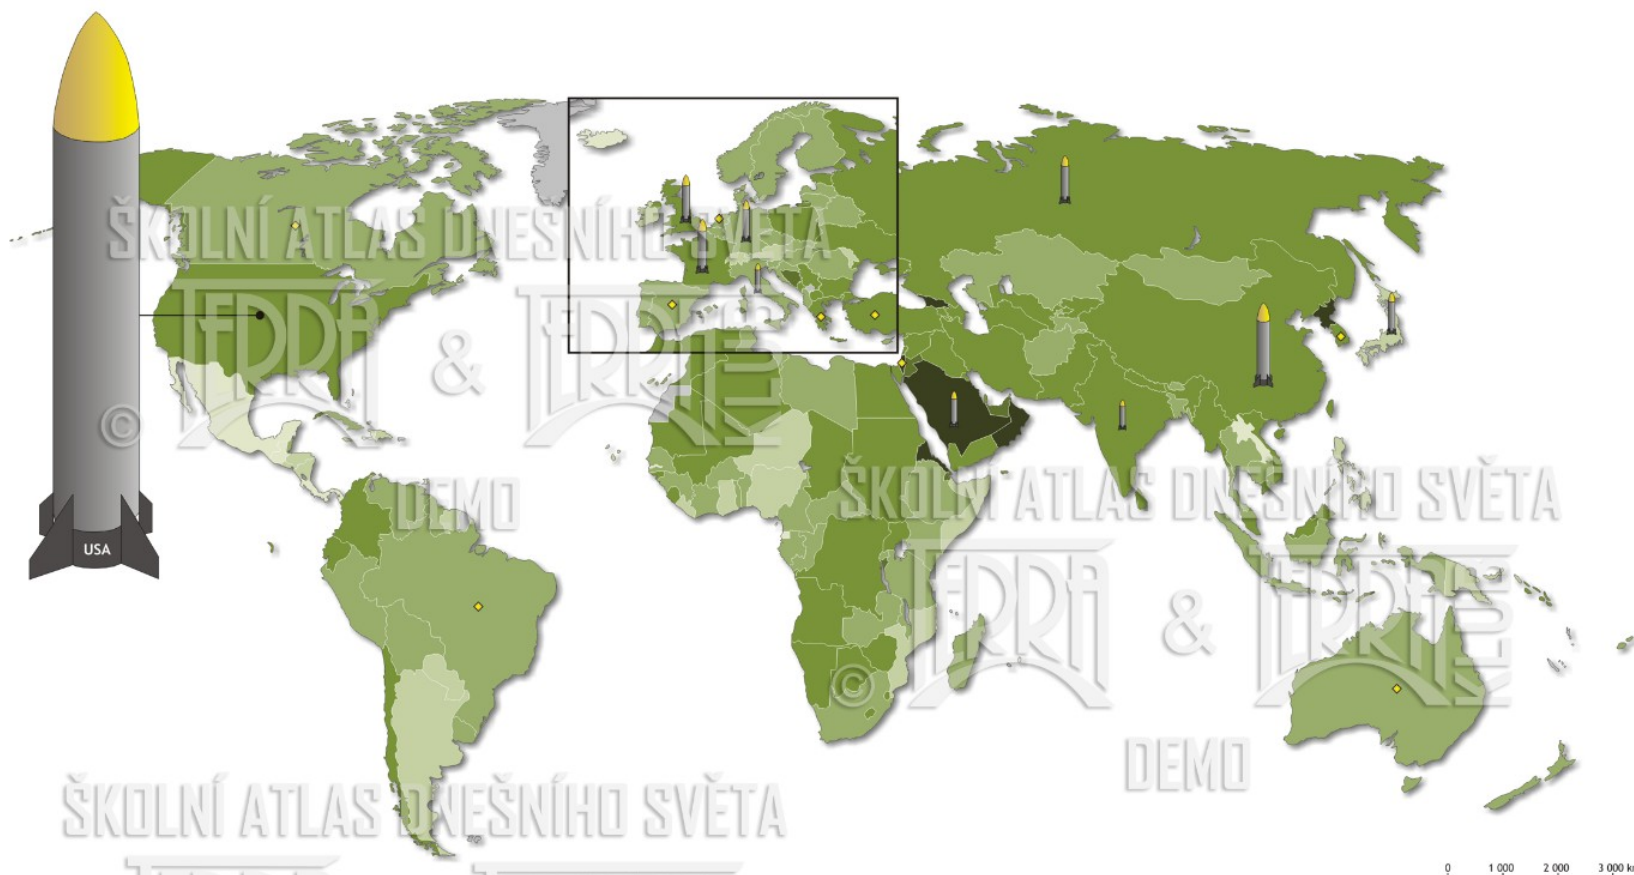 ŠKOLNÍ ATLAS DNEŠNÍHO SVĚTA
TERRA & TERRA
©
DEMO
USA
ŠKOLNÍ ATLAS DNEŠNÍHO SVĚTA
TERRA & TERRA
©
DEMO
ŠKOLNÍ ATLAS DNEŠNÍHO SVĚTA
0 1 000 2 000 3 000 km